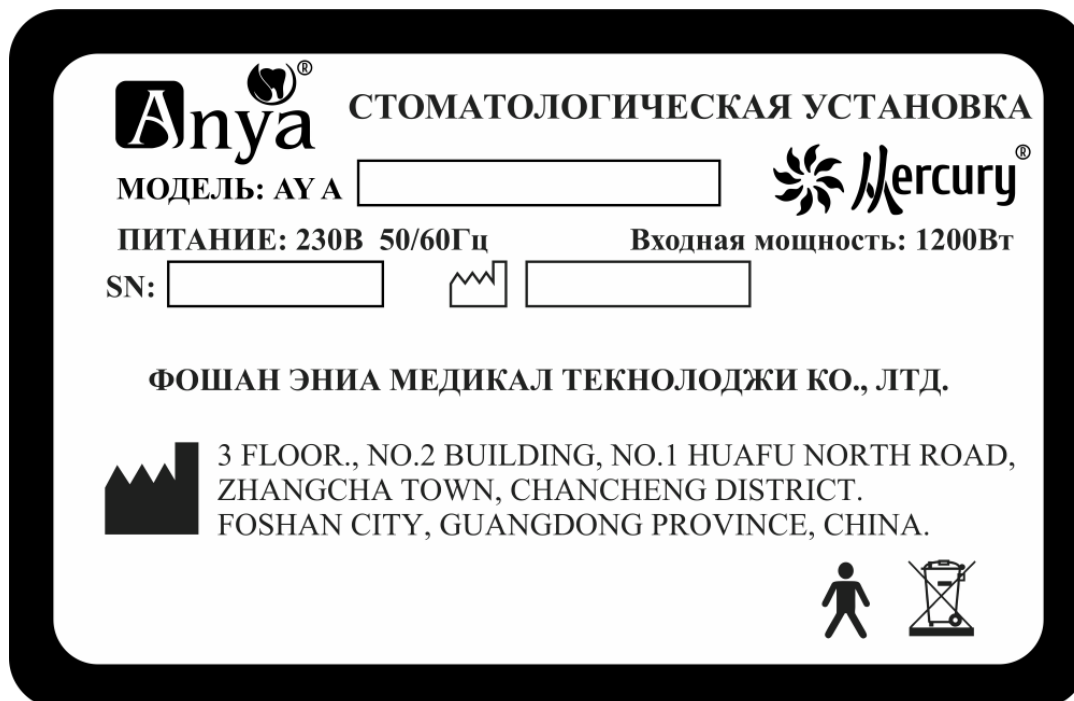 Anya®
СТОМАТОЛОГИЧЕСКАЯ УСТАНОВКА
Mercury®
МОДЕЛЬ: AY A
ПИТАНИЕ: 230В 50/60Гц Входная мощность: 1200Вт
SN:
ФОШАН ЭНИА МЕДИКАЛ ТЕКНОЛОДЖИ КО., ЛТД.
3 FLOOR., NO.2 BUILDING, NO.1 HUAFU NORTH ROAD,
ZHANGCHA TOWN, CHANCHENG DISTRICT.
FOSHAN CITY, GUANGDONG PROVINCE, CHINA.